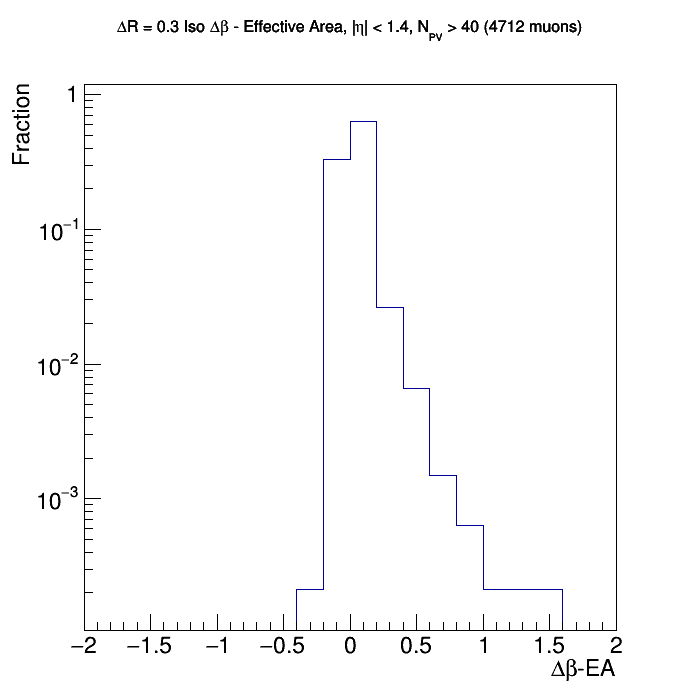 ΔR = 0.3 Iso Δβ - Effective Area, |η| < 1.4, N_PV > 40 (4712 muons)
Fraction
1
10⁻¹
10⁻²
10⁻³
−2 −1.5 −1 −0.5 0 0.5 1 1.5 2
Δβ-EA